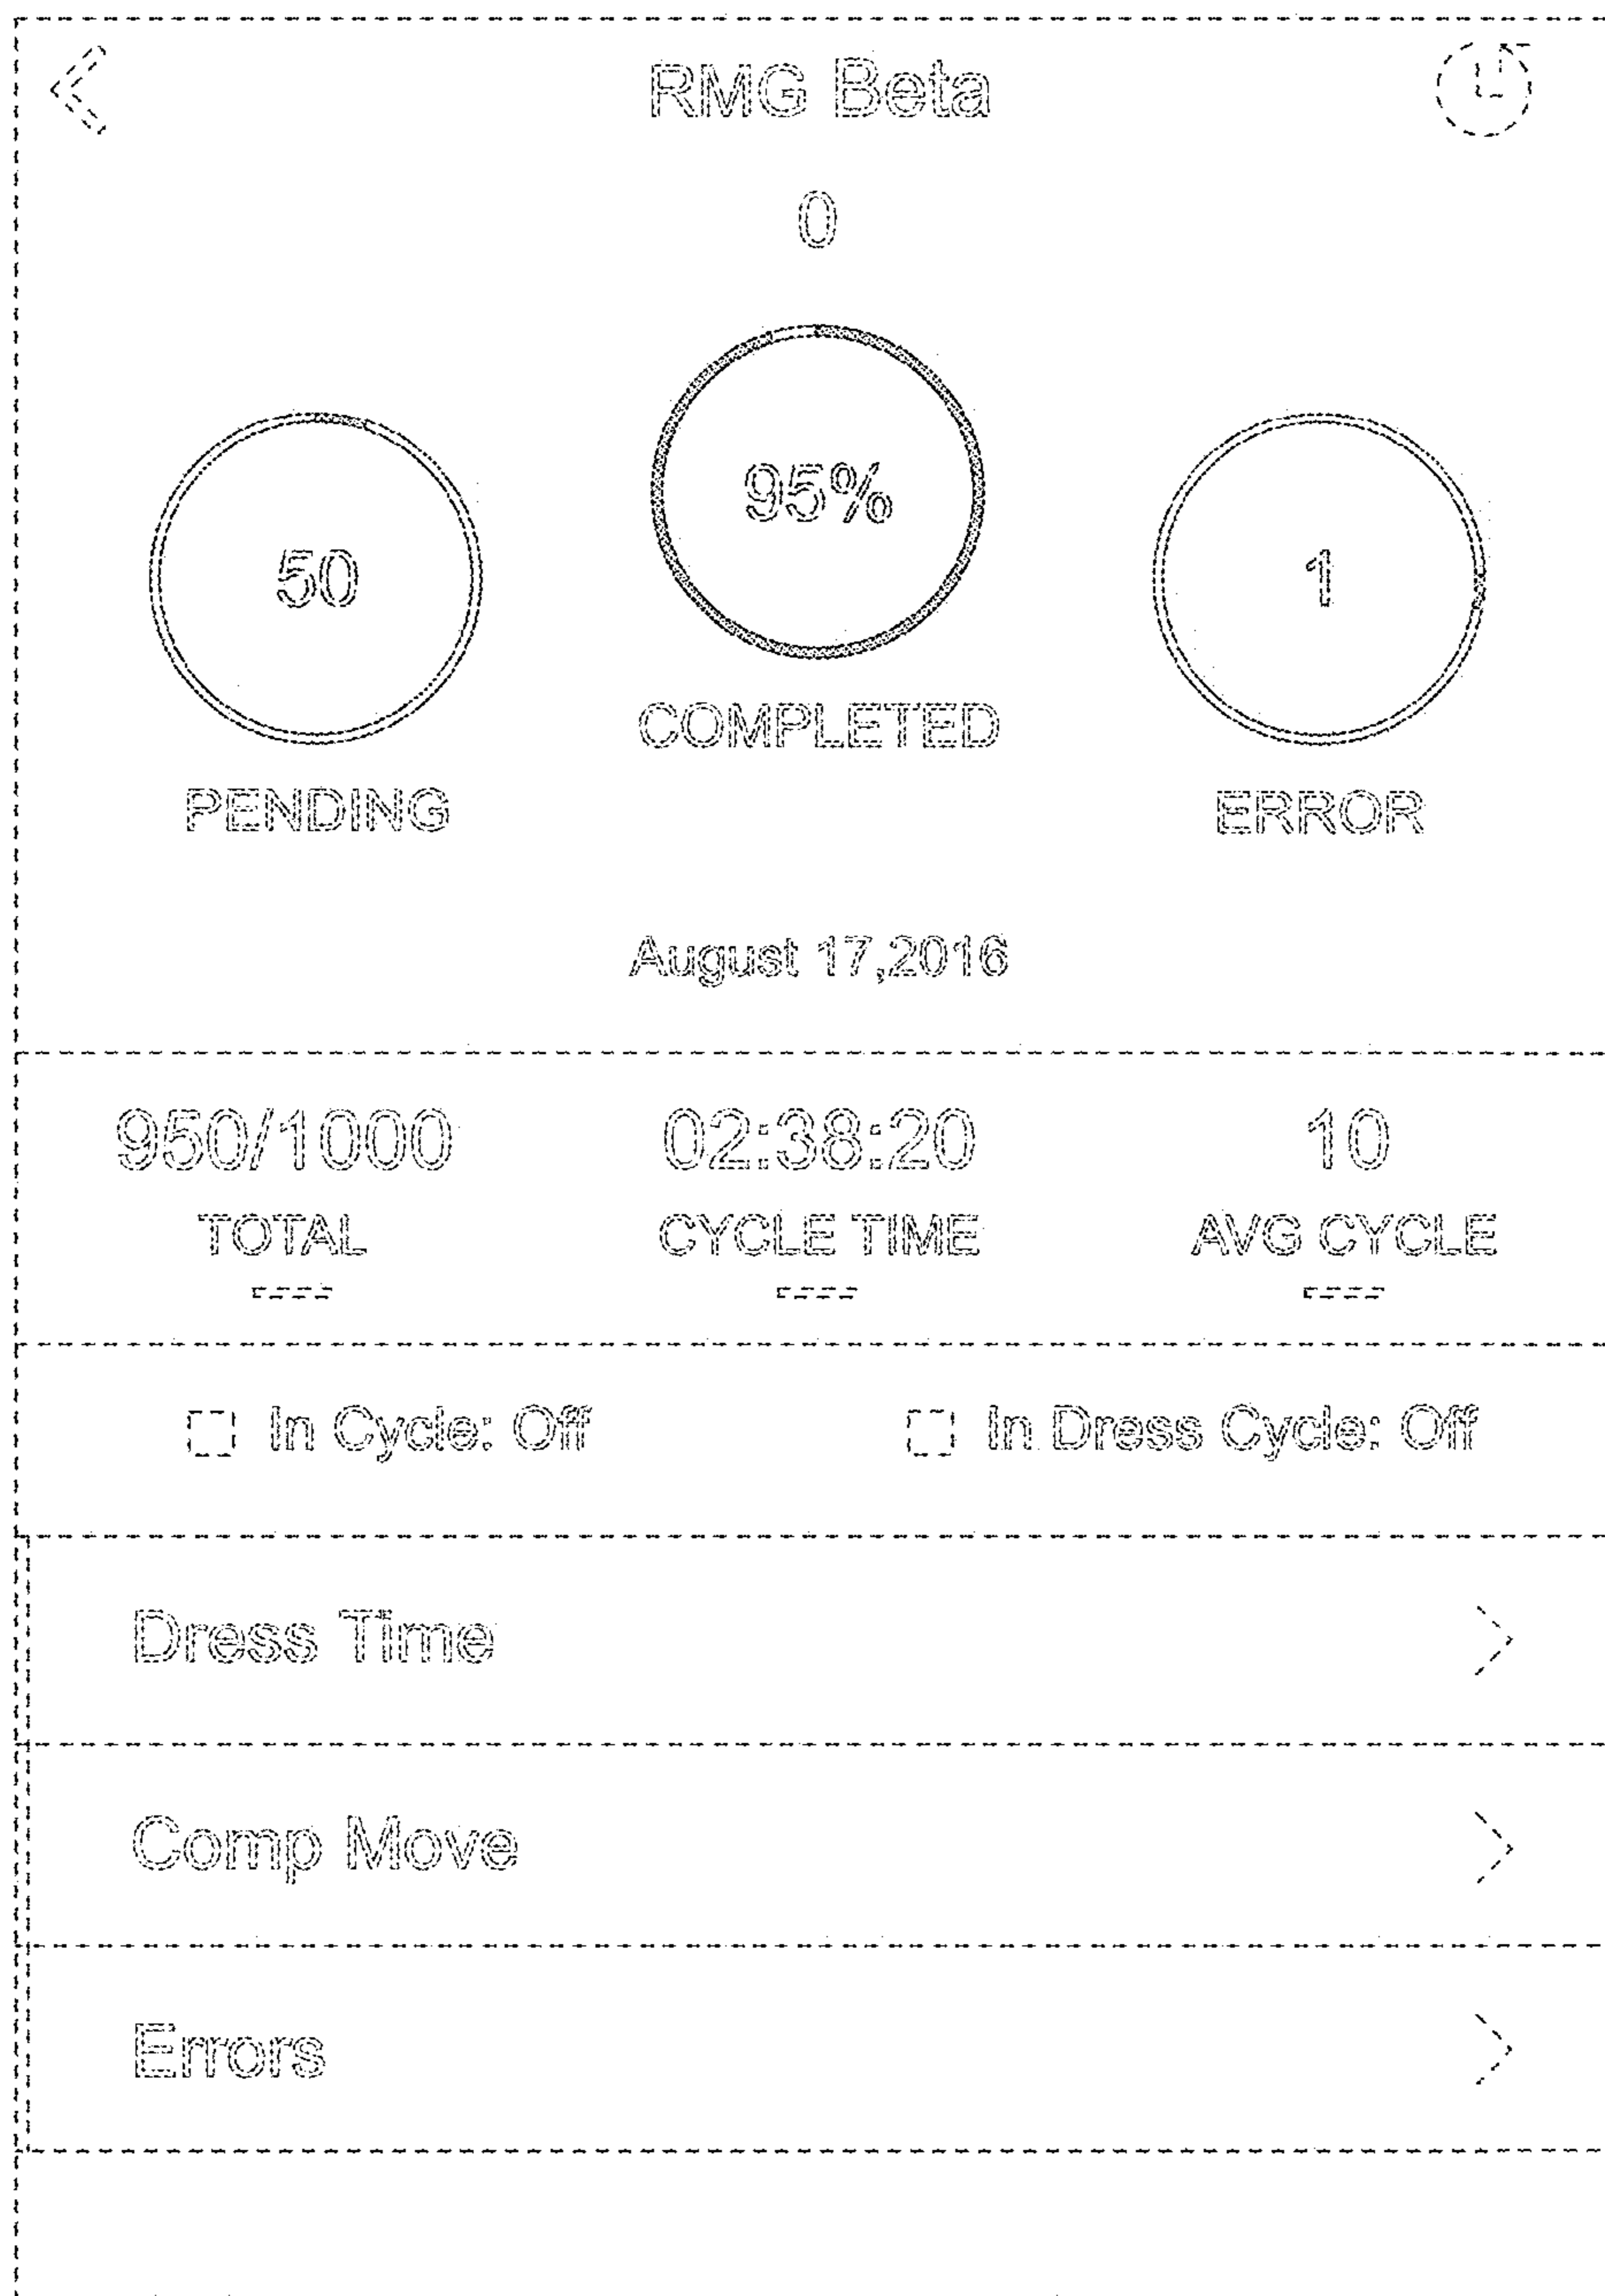 RMG Beta
0
50
95%
1
COMPLETED
PENDING
ERROR
August 17,2016
950/1000
02:38:20
10
TOTAL
CYCLE TIME
AVG CYCLE
In Cycle: Off
In Dress Cycle: Off
Dress Time
Comp Move
Errors